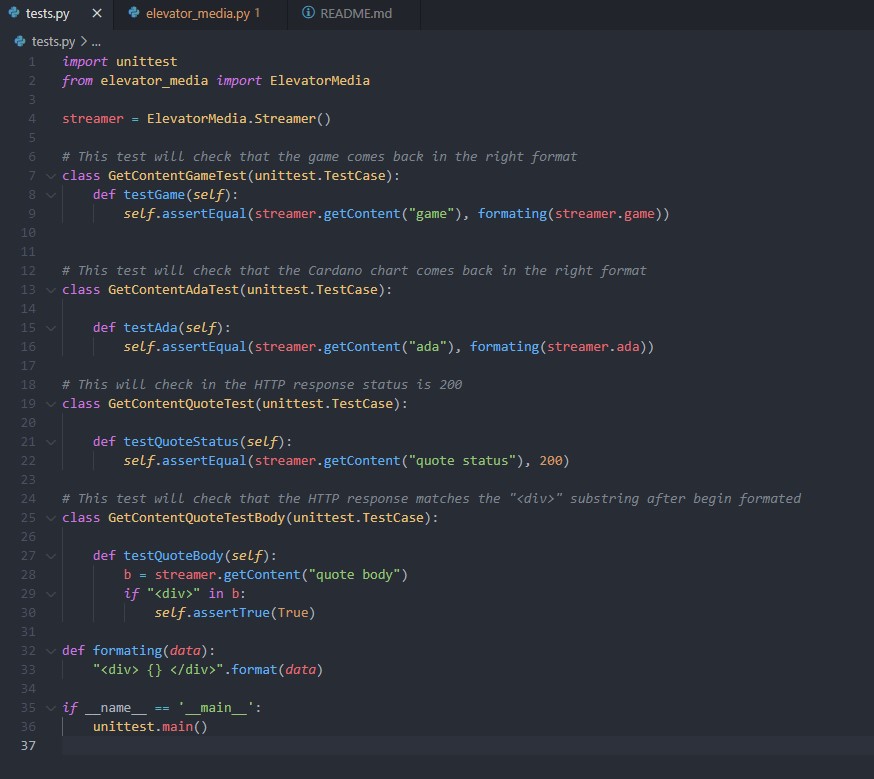 tests.py × elevator_media.py 1 README.md
tests.py > ...
1 import unittest
2 from elevator_media import ElevatorMedia
3
4 streamer = ElevatorMedia.Streamer()
5
6 # This test will check that the game comes back in the right format
7 class GetContentGameTest(unittest.TestCase):
8 def testGame(self):
9 self.assertEqual(streamer.getContent("game"), formating(streamer.game))
10
11
12 # This test will check that the Cardano chart comes back in the right format
13 class GetContentAdaTest(unittest.TestCase):
14
15 def testAda(self):
16 self.assertEqual(streamer.getContent("ada"), formating(streamer.ada))
17
18 # This will check in the HTTP response status is 200
19 class GetContentQuoteTest(unittest.TestCase):
20
21 def testQuoteStatus(self):
22 self.assertEqual(streamer.getContent("quote status"), 200)
23
24 # This test will check that the HTTP response matches the "<div>" substring after begin formated
25 class GetContentQuoteTestBody(unittest.TestCase):
26
27 def testQuoteBody(self):
28 b = streamer.getContent("quote body")
29 if "<div>" in b:
30 self.assertTrue(True)
31
32 def formating(data):
33 "<div> {} </div>".format(data)
34
35 if __name__ == '__main__':
36 unittest.main()
37